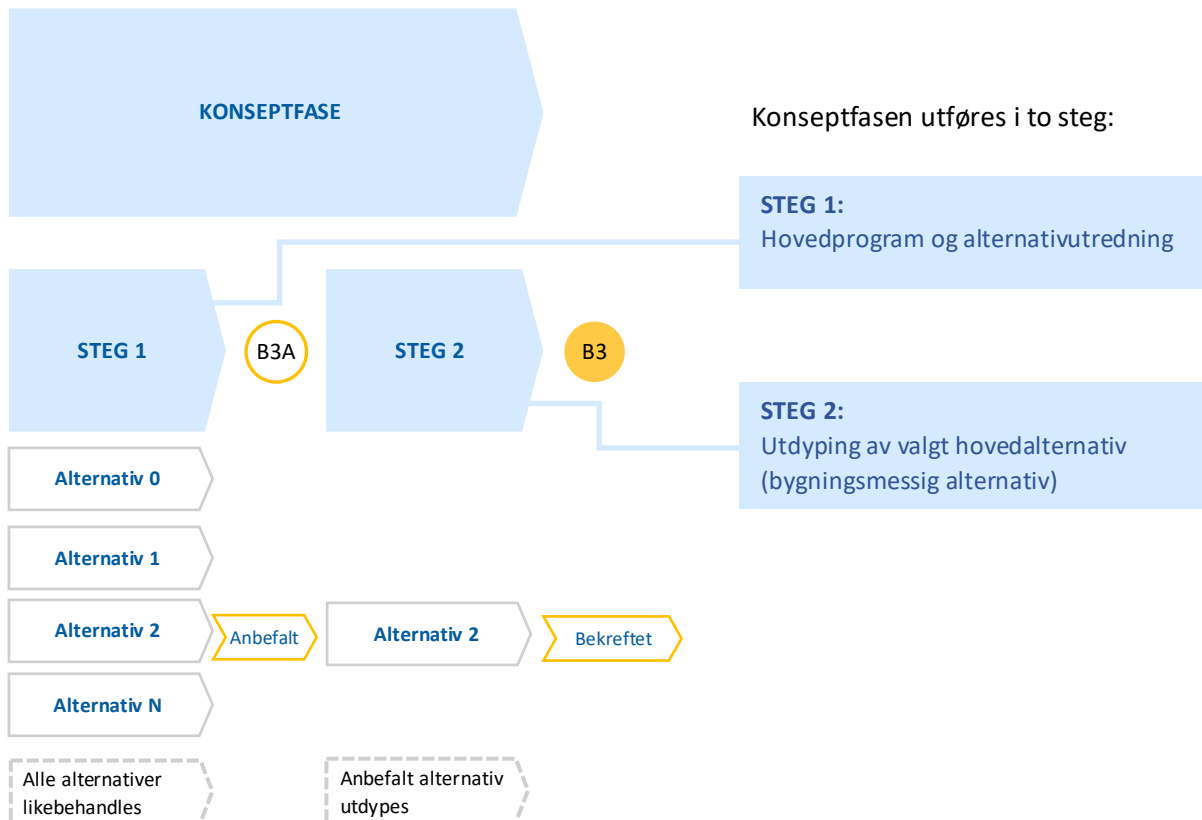 KONSEPTFASE
Konseptfasen utføres i to steg:
STEG 1:
Hovedprogram og alternativutredning
STEG 1
B3A
STEG 2
B3
STEG 2:
Utdyping av valgt hovedalternativ
(bygningsmessig alternativ)
Alternativ 0
Alternativ 1
Alternativ 2
Anbefalt
Alternativ 2
Bekreftet
Alternativ N
Alle alternativer
likebehandles
Anbefalt alternativ
utdypes